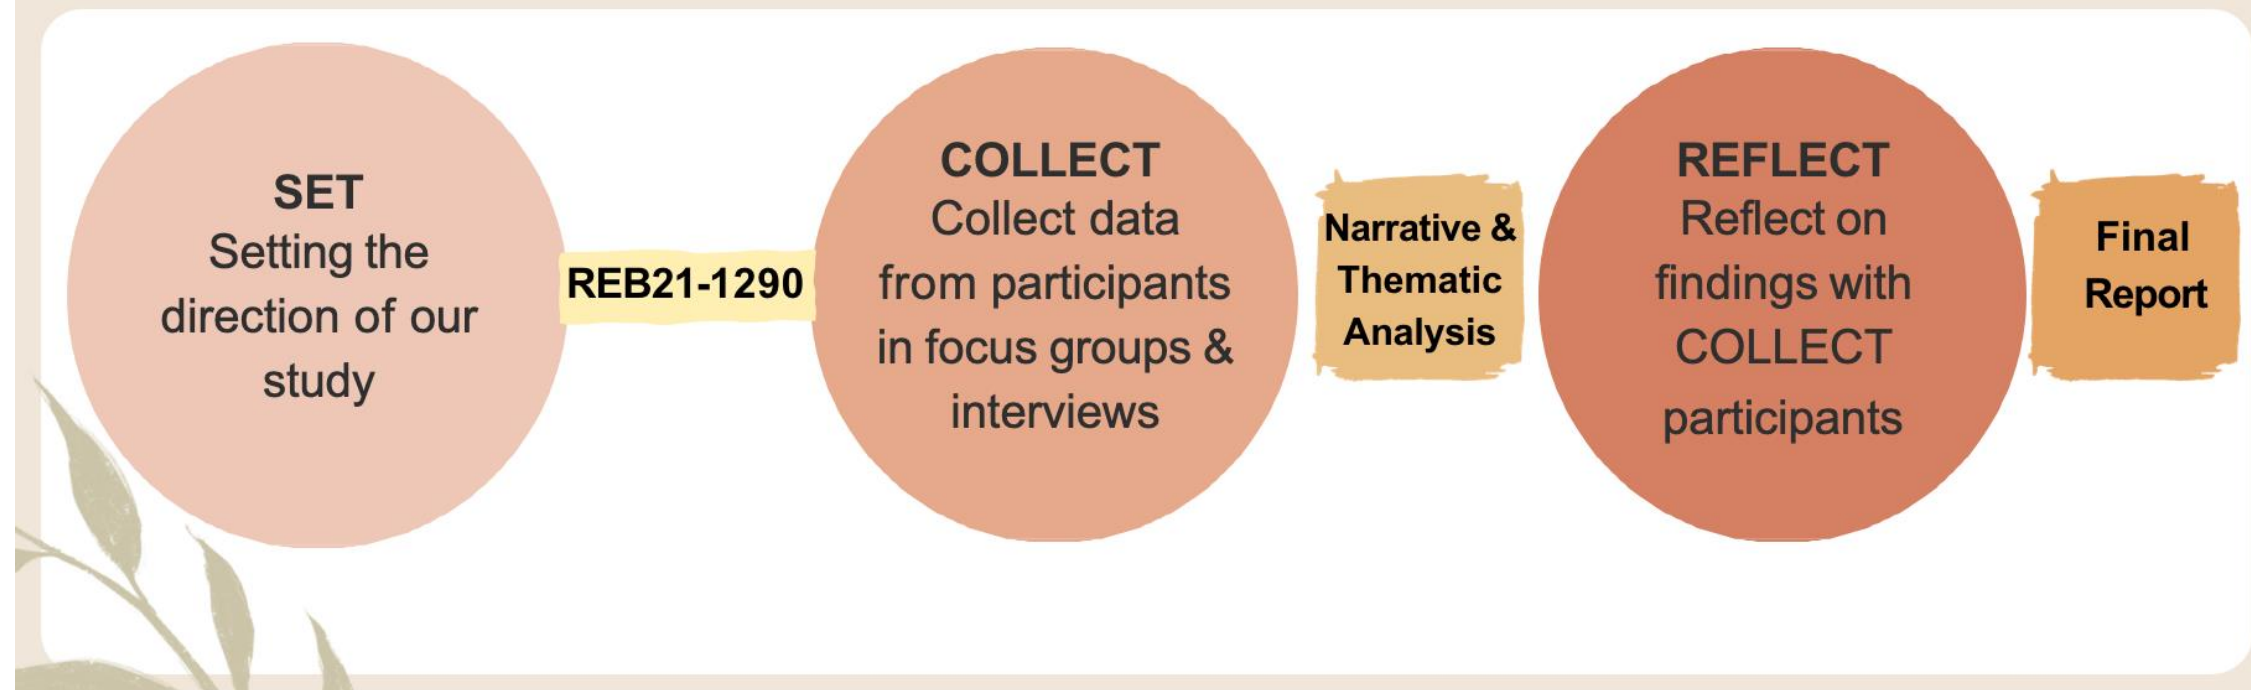 SET
Setting the
direction of our
study
REB21-1290
COLLECT
Collect data
from participants
in focus groups &
interviews
Narrative &
Thematic
Analysis
REFLECT
Reflect on
findings with
COLLECT
participants
Final
Report